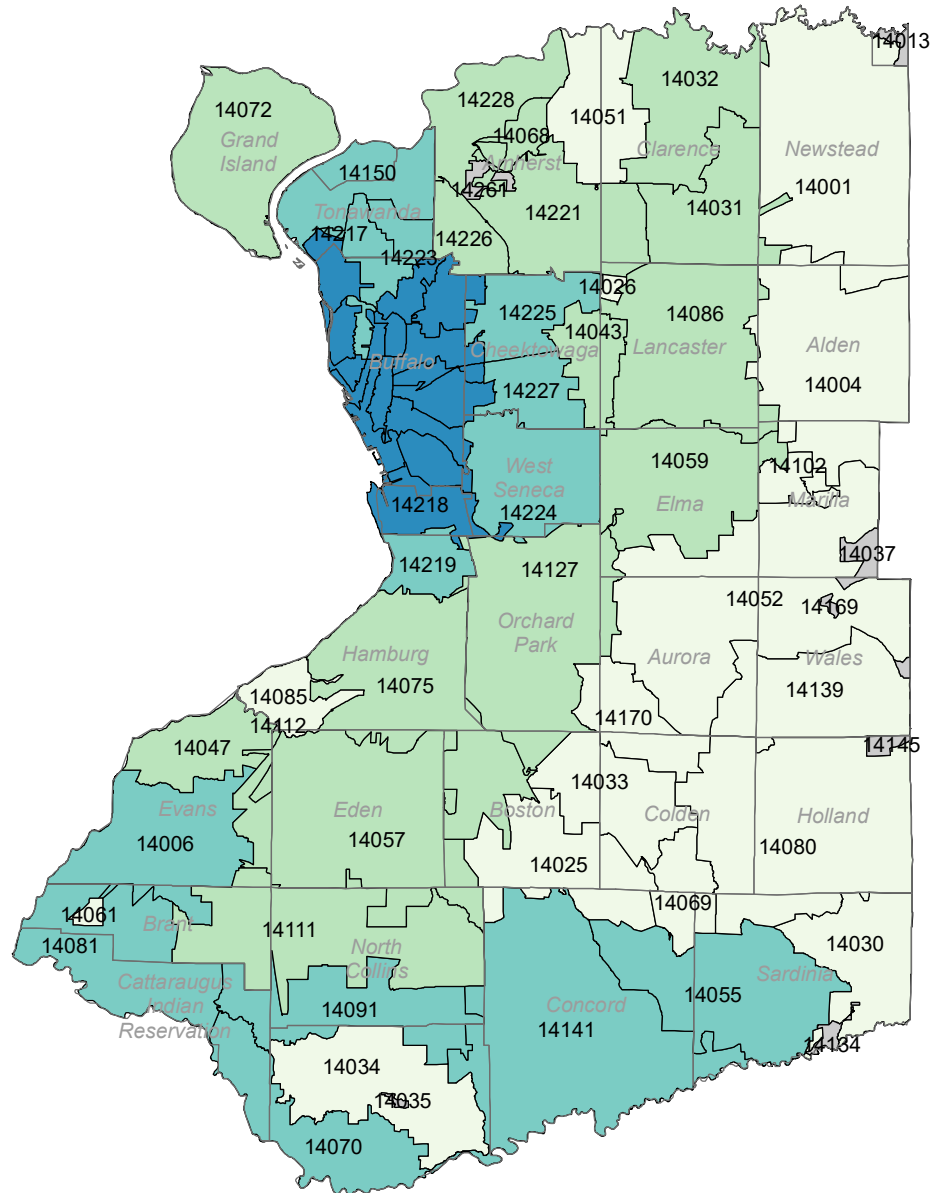 14013
14032
14072
14228
14051
Grand
Island
14068
Clarence
Newstead
Amherst
14150
14261
14001
Tonawanda
14221
14031
14217
14226
14223
14026
14225
14086
14043
Buffalo
Cheektowaga
Lancaster
Alden
14227
14004
14059
14102
West
Seneca
Elma
Marilla
14218
14224
14037
14219
14127
14052
14169
Orchard
Park
Hamburg
Aurora
Wales
14075
14085
14139
14112
14170
14047
14145
14033
Evans
Eden
Boston
Colden
Holland
14006
14057
14080
14025
14061
14069
Brant
14111
14081
North
Collins
14030
Cattaraugus
Indian
Reservation
Sardinia
14055
Concord
14091
14141
14134
14034
14035
14070